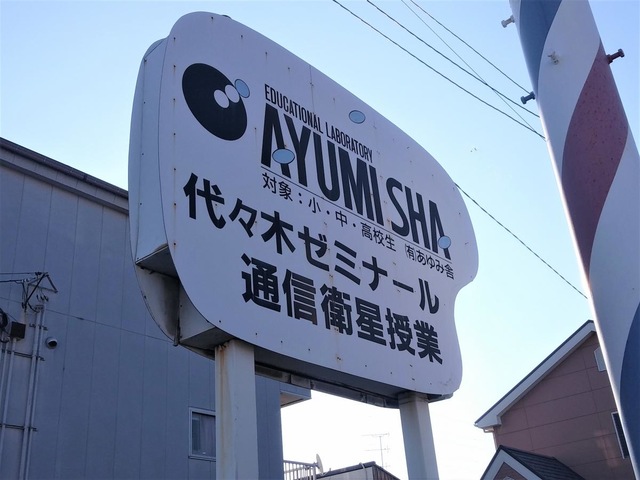 EDUCATIONAL LABORATORY
AYUMI SHA
対象:小・中・高校生 ㈲あゆみ舎
代々木ゼミナール
通信衛星授業